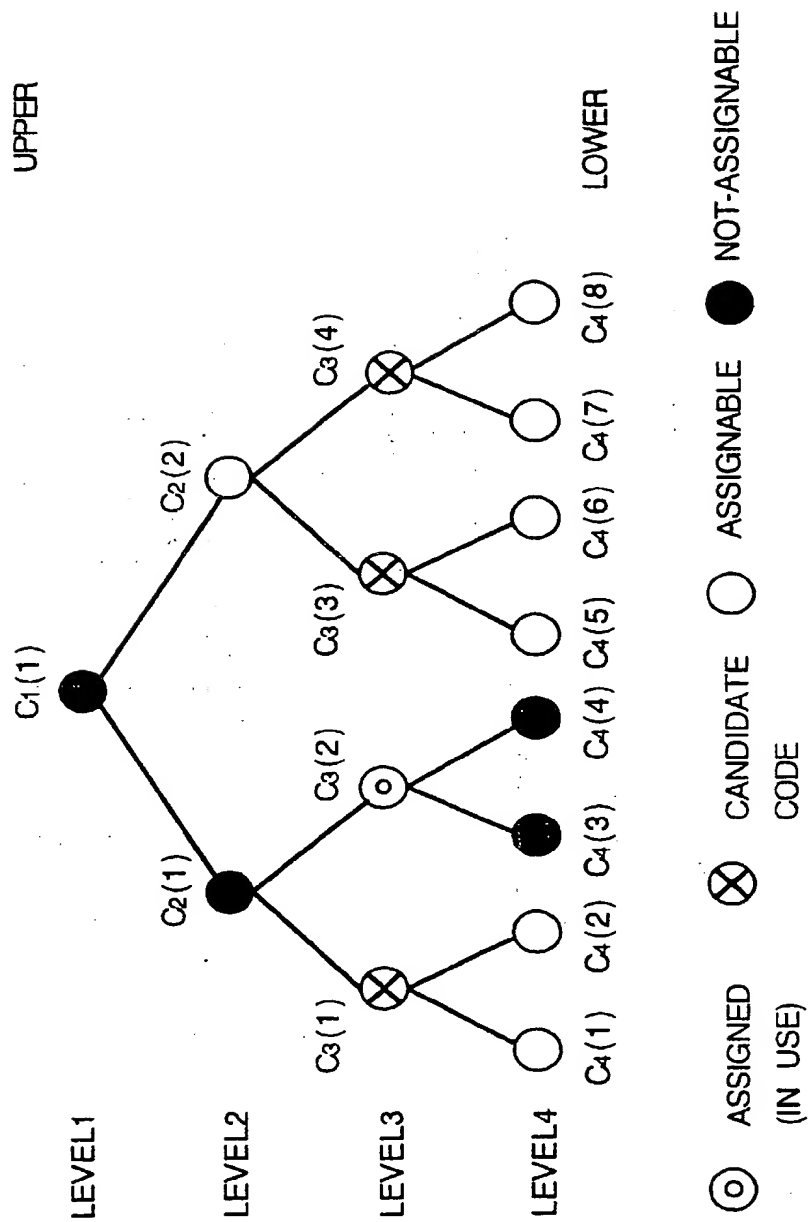 UPPER
LEVEL1
C1(1)
LEVEL2
C2(1)
C2(2)
LEVEL3
C3(1)
C3(2)
C3(3)
C3(4)
LEVEL4
C4(1)
C4(2)
C4(3)
C4(4)
C4(5)
C4(6)
C4(7)
C4(8)
LOWER
ASSIGNED
(IN USE)
CANDIDATE
CODE
ASSIGNABLE
NOT-ASSIGNABLE